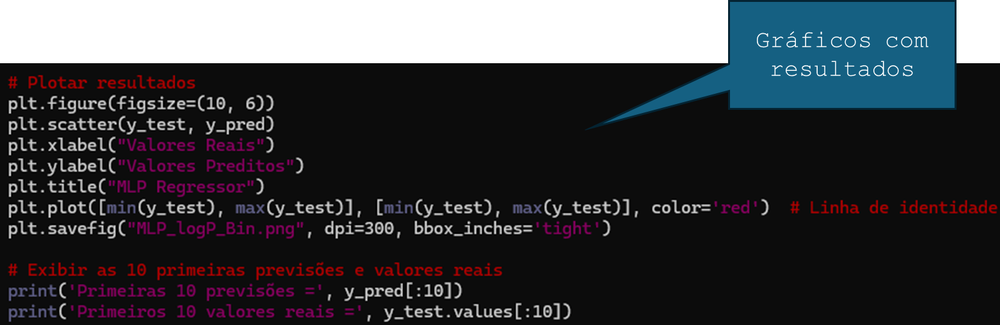 Gráficos com
resultados
# Plotar resultados
plt.figure(figsize=(10, 6))
plt.scatter(y_test, y_pred)
plt.xlabel("Valores Reais")
plt.ylabel("Valores Preditos")
plt.title("MLP Regressor")
plt.plot([min(y_test), max(y_test)], [min(y_test), max(y_test)], color='red')  # Linha de identidade
plt.savefig("MLP_logP_Bin.png", dpi=300, bbox_inches='tight')
# Exibir as 10 primeiras previsões e valores reais
print('Primeiras 10 previsões =', y_pred[:10])
print('Primeiros 10 valores reais =', y_test.values[:10])